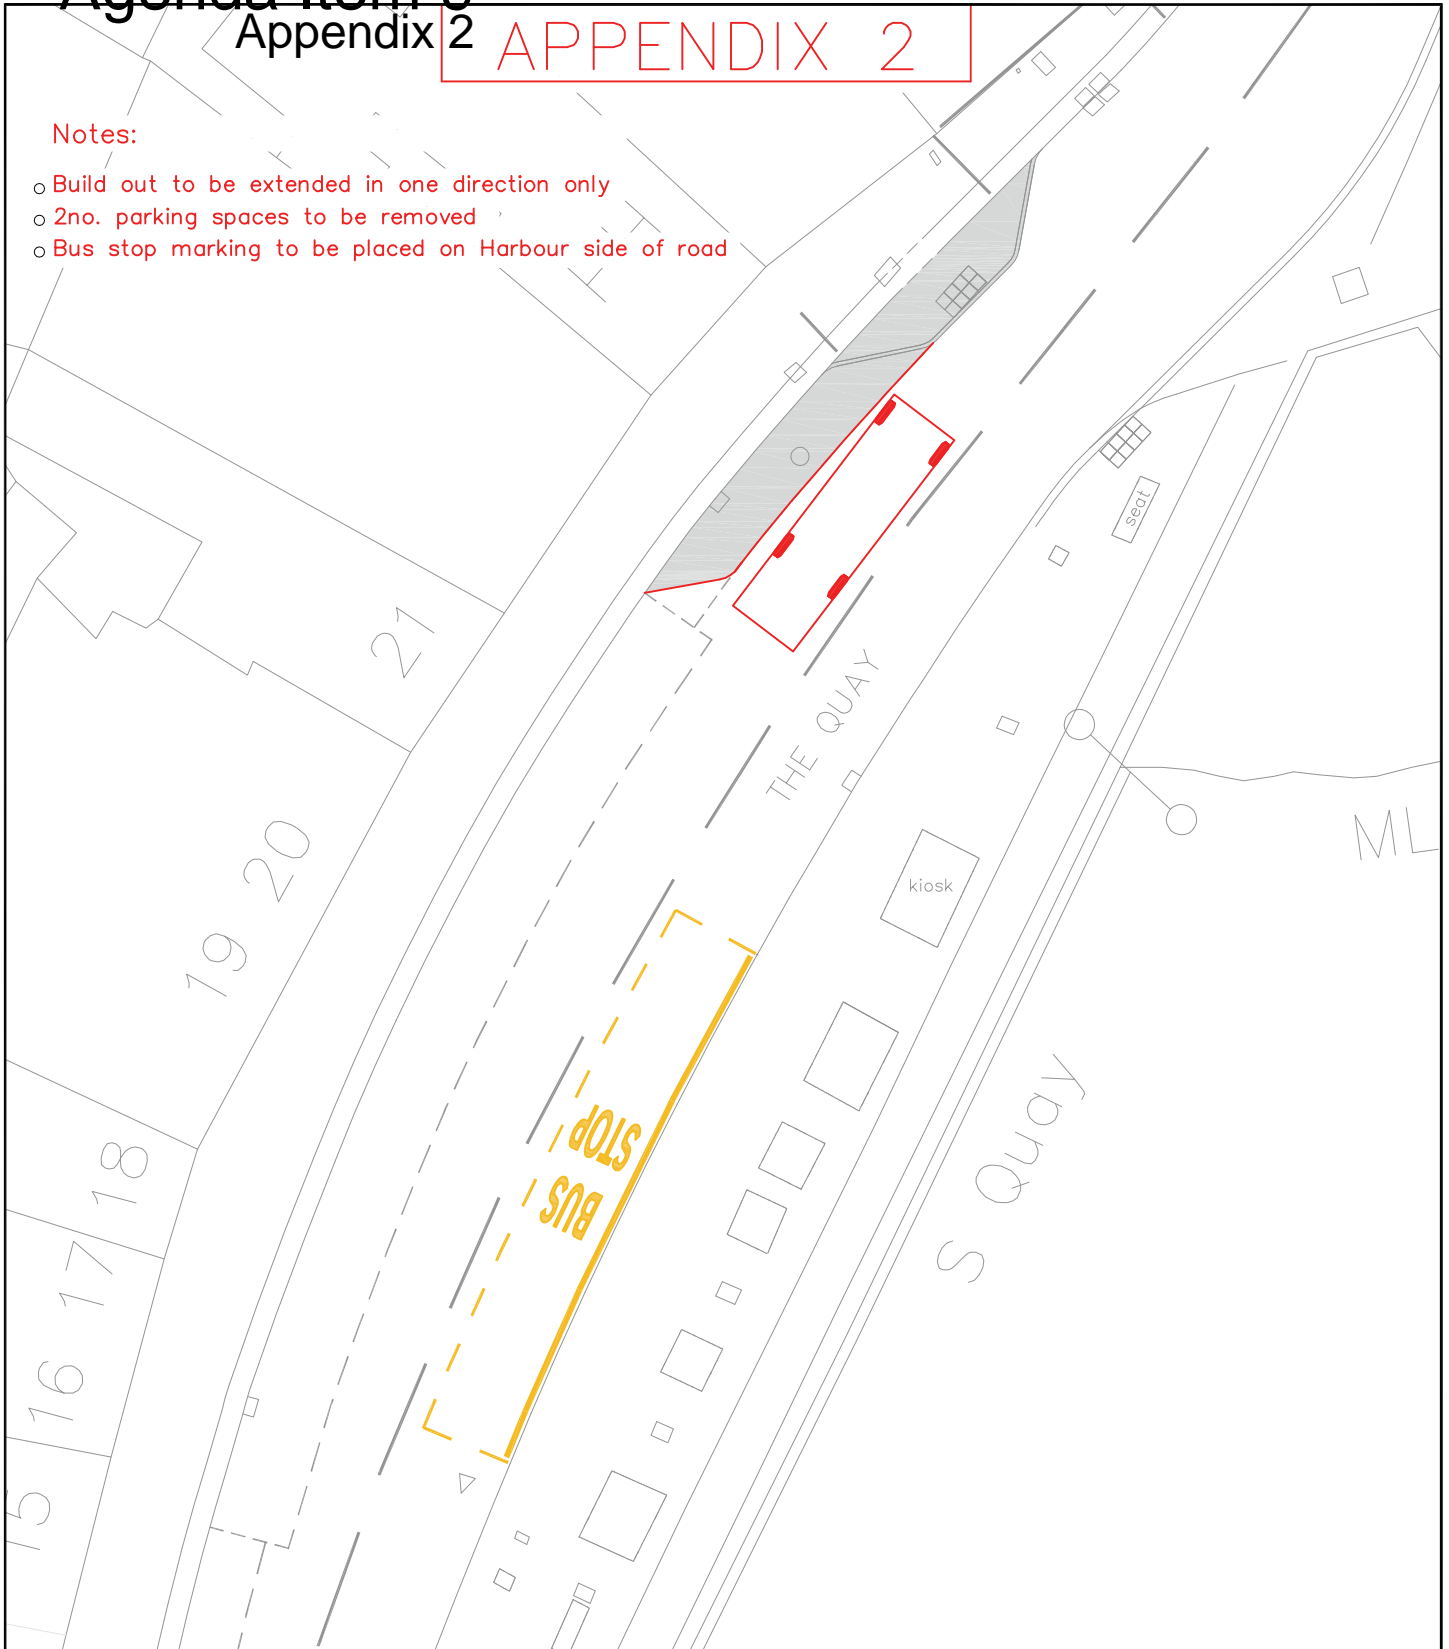 Appendix 2
APPENDIX 2
Notes:
Build out to be extended in one direction only
2no. parking spaces to be removed
Bus stop marking to be placed on Harbour side of road
seat
21
THE QUAY
ML
kiosk
20
19
S Quay
BUS
STOP
18
17
16